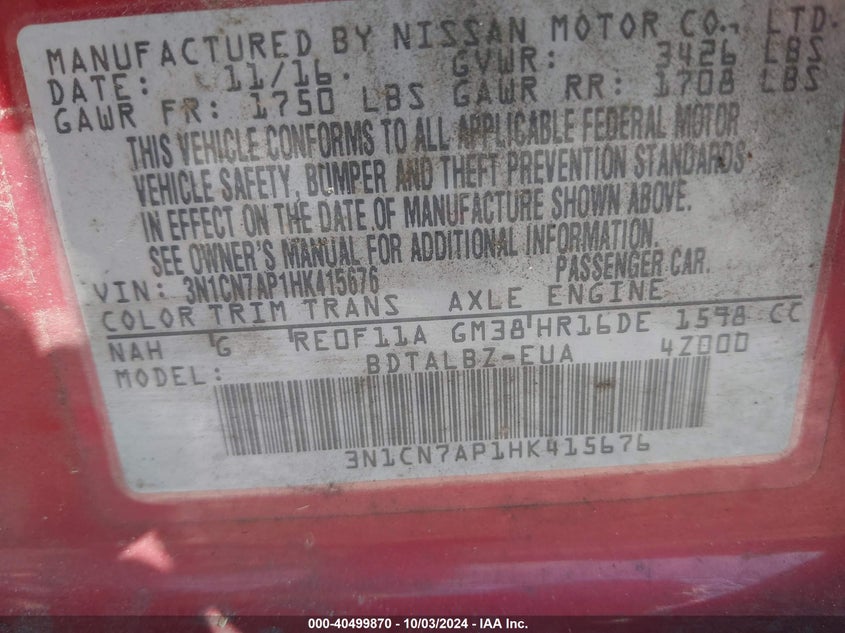 MANUFACTURED BY NISSAN MOTOR CO., LTD.
DATE: 11/16. GVWR: 3426 LBS
GAWR FR: 1750 LBS GAWR RR: 1708 LBS
THIS VEHICLE CONFORMS TO ALL APPLICABLE FEDERAL MOTOR
VEHICLE SAFETY, BUMPER AND THEFT PREVENTION STANDARDS
IN EFFECT ON THE DATE OF MANUFACTURE SHOWN ABOVE.
SEE OWNER'S MANUAL FOR ADDITIONAL INFORMATION.
VIN: 3N1CN7AP1HK415676 PASSENGER CAR.
COLOR TRIM TRANS AXLE ENGINE
NAH G RE0F11A GM38 HR16DE 1598 CC
MODEL: BDTALBZ-EUA 4Z000
3N1CN7AP1HK415676
000-40499870 - 10/03/2024 - IAA Inc.